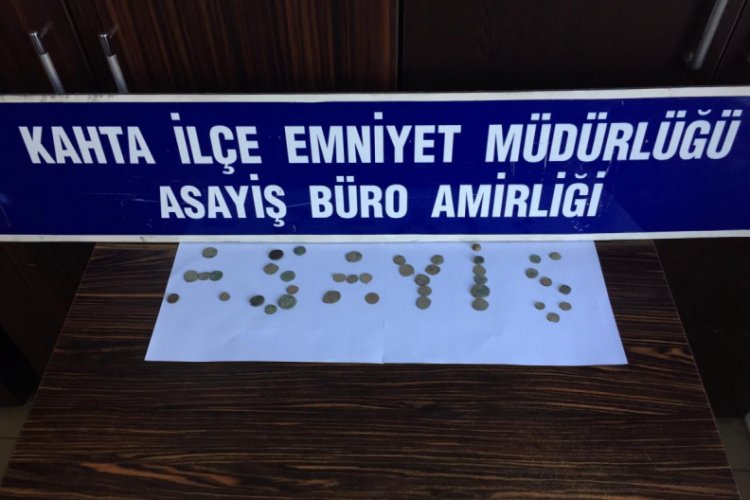 KAHTA İLÇE EMNİYET MÜDÜRLÜĞÜ
ASAYİŞ BÜRO AMİRLİĞİ
ASAYİŞ